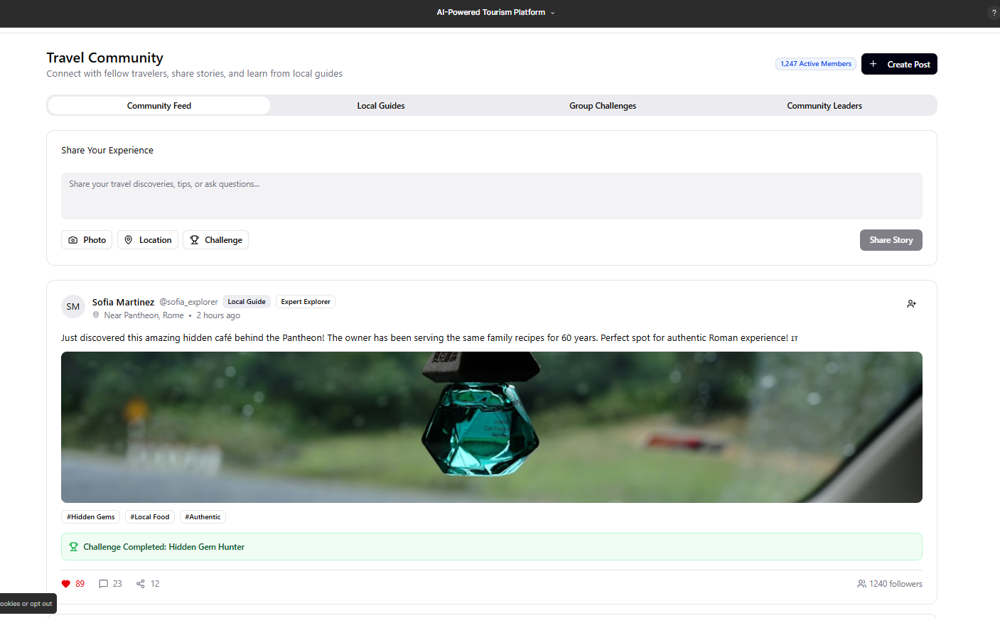 AI-Powered Tourism Platform
?
Travel Community
Connect with fellow travelers, share stories, and learn from local guides
1,247 Active Members
+ Create Post
Community Feed
Local Guides
Group Challenges
Community Leaders
Share Your Experience
Share your travel discoveries, tips, or ask questions...
Photo
Location
Challenge
Share Story
SM
Sofia Martinez @sofia_explorer Local Guide Expert Explorer
Near Pantheon, Rome • 2 hours ago
Just discovered this amazing hidden café behind the Pantheon! The owner has been serving the same family recipes for 60 years. Perfect spot for authentic Roman experience! IT
Car
#Hidden Gems #Local Food #Authentic
Challenge Completed: Hidden Gem Hunter
89 23 12
1240 followers
ookies or opt out